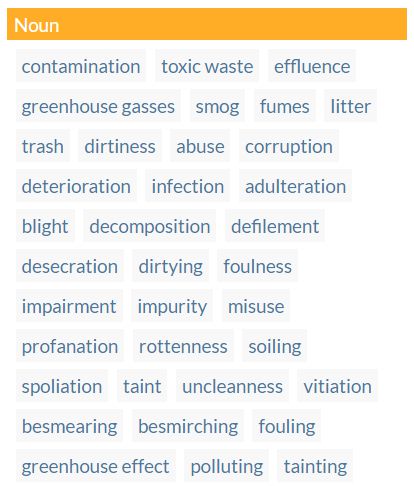 Noun
contamination toxic waste effluence
greenhouse gasses smog fumes litter
trash dirtiness abuse corruption
deterioration infection adulteration
blight decomposition defilement
desecration dirtying foulness
impairment impurity misuse
profanation rottenness soiling
spoliation taint uncleanness vitiation
besmearing besmirching fouling
greenhouse effect polluting tainting